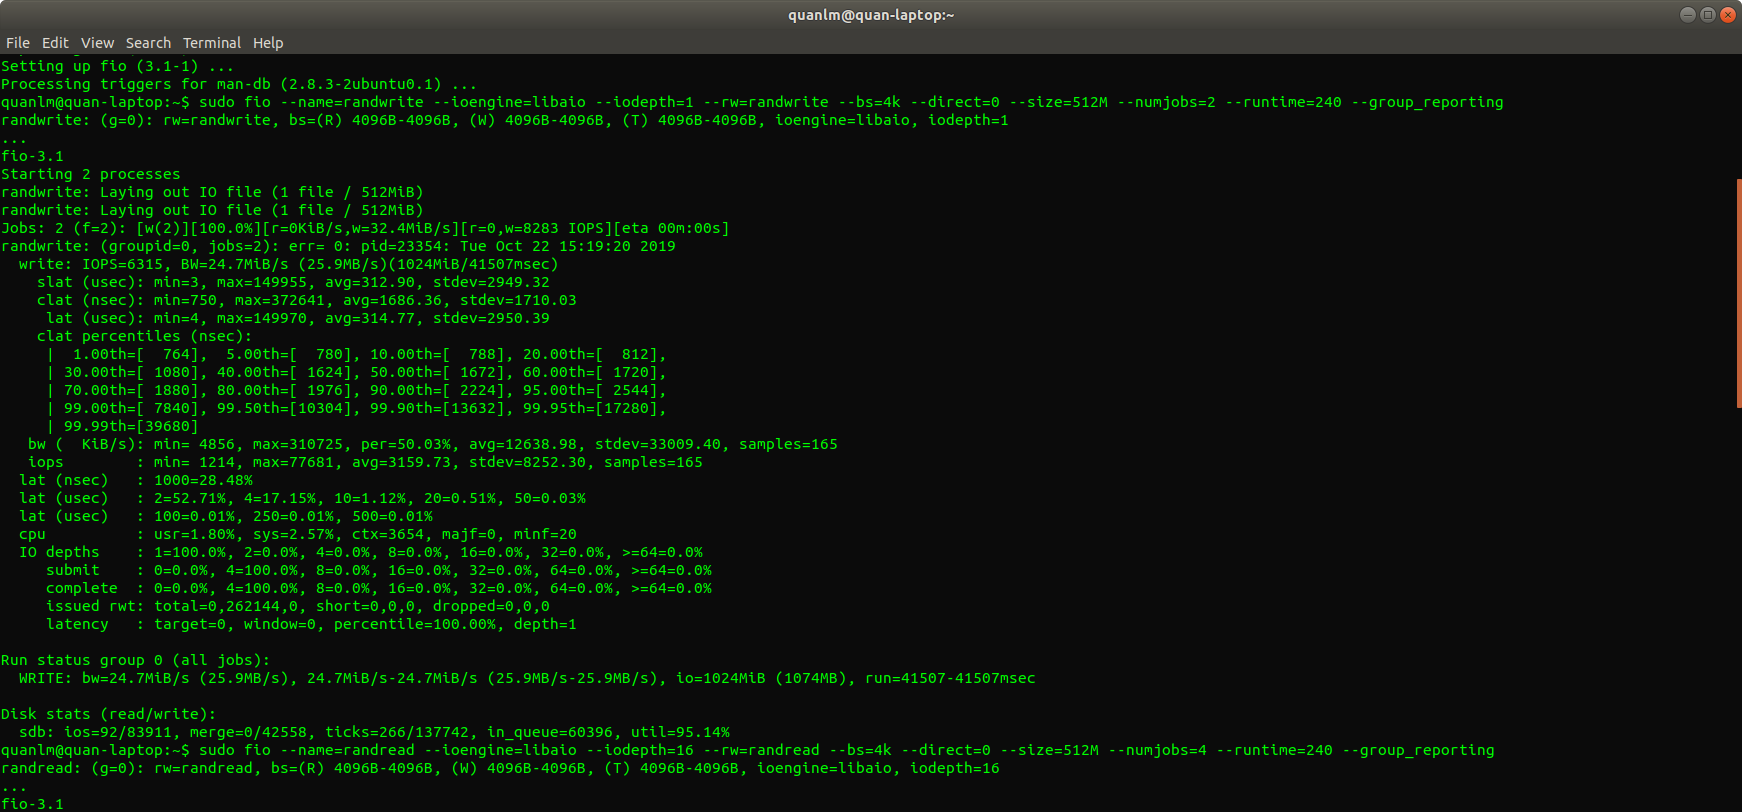 quanlm@quan-laptop:~
File Edit View Search Terminal Help
Setting up fio (3.1-1) ...
Processing triggers for man-db (2.8.3-2ubuntu0.1) ...
quanlm@quan-laptop:~$ sudo fio --name=randwrite --ioengine=libaio --iodepth=1 --rw=randwrite --bs=4k --direct=0 --size=512M --numjobs=2 --runtime=240 --group_reporting
randwrite: (g=0): rw=randwrite, bs=(R) 4096B-4096B, (W) 4096B-4096B, (T) 4096B-4096B, ioengine=libaio, iodepth=1
...
fio-3.1
Starting 2 processes
randwrite: Laying out IO file (1 file / 512MiB)
randwrite: Laying out IO file (1 file / 512MiB)
Jobs: 2 (f=2): [w(2)][100.0%][r=0KiB/s,w=32.4MiB/s][r=0,w=8283 IOPS][eta 00m:00s]
randwrite: (groupid=0, jobs=2): err= 0: pid=23354: Tue Oct 22 15:19:20 2019
  write: IOPS=6315, BW=24.7MiB/s (25.9MB/s)(1024MiB/41507msec)
    slat (usec): min=3, max=149955, avg=312.90, stdev=2949.32
    clat (nsec): min=750, max=372641, avg=1686.36, stdev=1710.03
     lat (usec): min=4, max=149970, avg=314.77, stdev=2950.39
    clat percentiles (nsec):
     |  1.00th=[  764],  5.00th=[  780], 10.00th=[  788], 20.00th=[  812],
     | 30.00th=[ 1080], 40.00th=[ 1624], 50.00th=[ 1672], 60.00th=[ 1720],
     | 70.00th=[ 1880], 80.00th=[ 1976], 90.00th=[ 2224], 95.00th=[ 2544],
     | 99.00th=[ 7840], 99.50th=[10304], 99.90th=[13632], 99.95th=[17280],
     | 99.99th=[39680]
   bw (  KiB/s): min= 4856, max=310725, per=50.03%, avg=12638.98, stdev=33009.40, samples=165
   iops        : min= 1214, max=77681, avg=3159.73, stdev=8252.30, samples=165
  lat (nsec)   : 1000=28.48%
  lat (usec)   : 2=52.71%, 4=17.15%, 10=1.12%, 20=0.51%, 50=0.03%
  lat (usec)   : 100=0.01%, 250=0.01%, 500=0.01%
  cpu          : usr=1.80%, sys=2.57%, ctx=3654, majf=0, minf=20
  IO depths    : 1=100.0%, 2=0.0%, 4=0.0%, 8=0.0%, 16=0.0%, 32=0.0%, >=64=0.0%
     submit    : 0=0.0%, 4=100.0%, 8=0.0%, 16=0.0%, 32=0.0%, 64=0.0%, >=64=0.0%
     complete  : 0=0.0%, 4=100.0%, 8=0.0%, 16=0.0%, 32=0.0%, 64=0.0%, >=64=0.0%
     issued rwt: total=0,262144,0, short=0,0,0, dropped=0,0,0
     latency   : target=0, window=0, percentile=100.00%, depth=1
Run status group 0 (all jobs):
  WRITE: bw=24.7MiB/s (25.9MB/s), 24.7MiB/s-24.7MiB/s (25.9MB/s-25.9MB/s), io=1024MiB (1074MB), run=41507-41507msec
Disk stats (read/write):
  sdb: ios=92/83911, merge=0/42558, ticks=266/137742, in_queue=60396, util=95.14%
quanlm@quan-laptop:~$ sudo fio --name=randread --ioengine=libaio --iodepth=16 --rw=randread --bs=4k --direct=0 --size=512M --numjobs=4 --runtime=240 --group_reporting
randread: (g=0): rw=randread, bs=(R) 4096B-4096B, (W) 4096B-4096B, (T) 4096B-4096B, ioengine=libaio, iodepth=16
...
fio-3.1